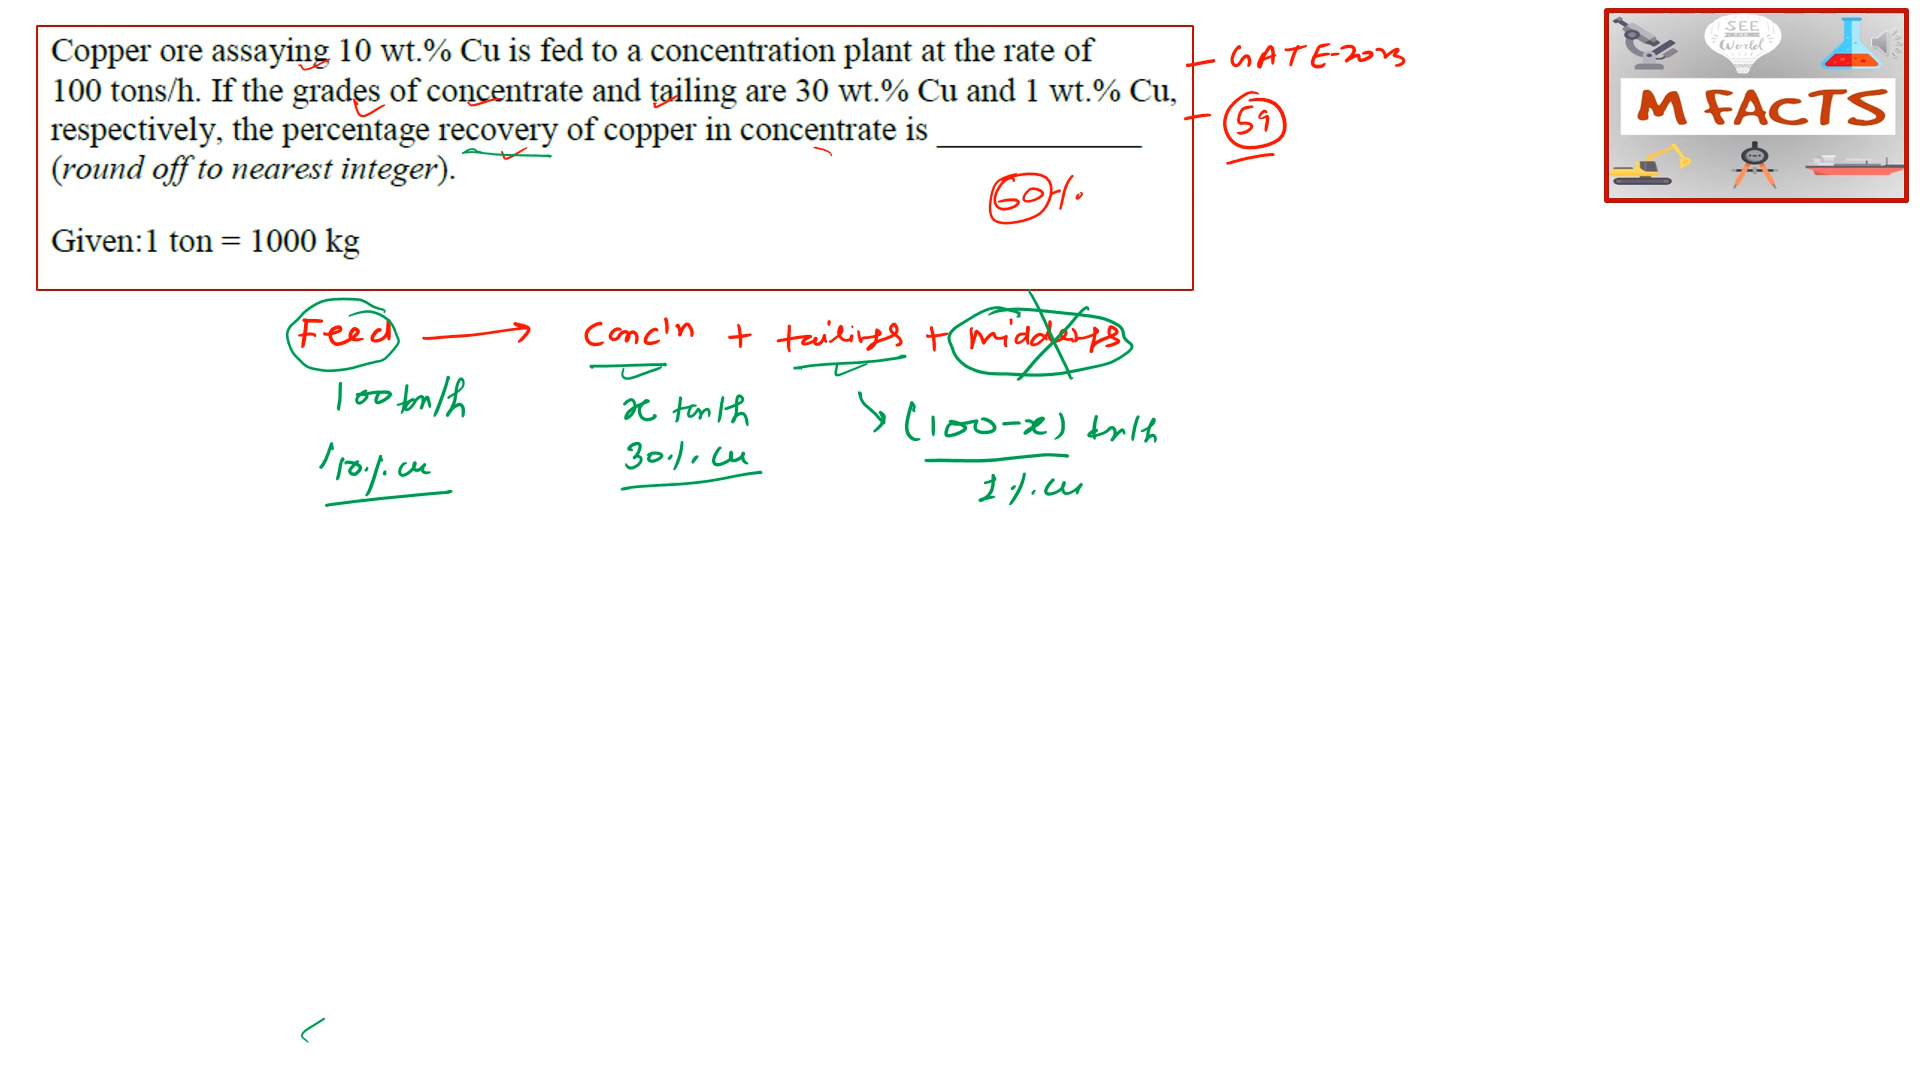 Copper ore assaying 10 wt.% Cu is fed to a concentration plant at the rate of
100 tons/h. If the grades of concentrate and tailing are 30 wt.% Cu and 1 wt.% Cu,
respectively, the percentage recovery of copper in concentrate is ____________
(round off to nearest integer).
60%
Given:1 ton = 1000 kg
- GATE-2023
- 59
SEE
THE
World
M FACTS
Feed → Conc'n + tailings + middlings
100 ton/h
x ton/h
(100-x) ton/h
10% cu
30% cu
1% cu